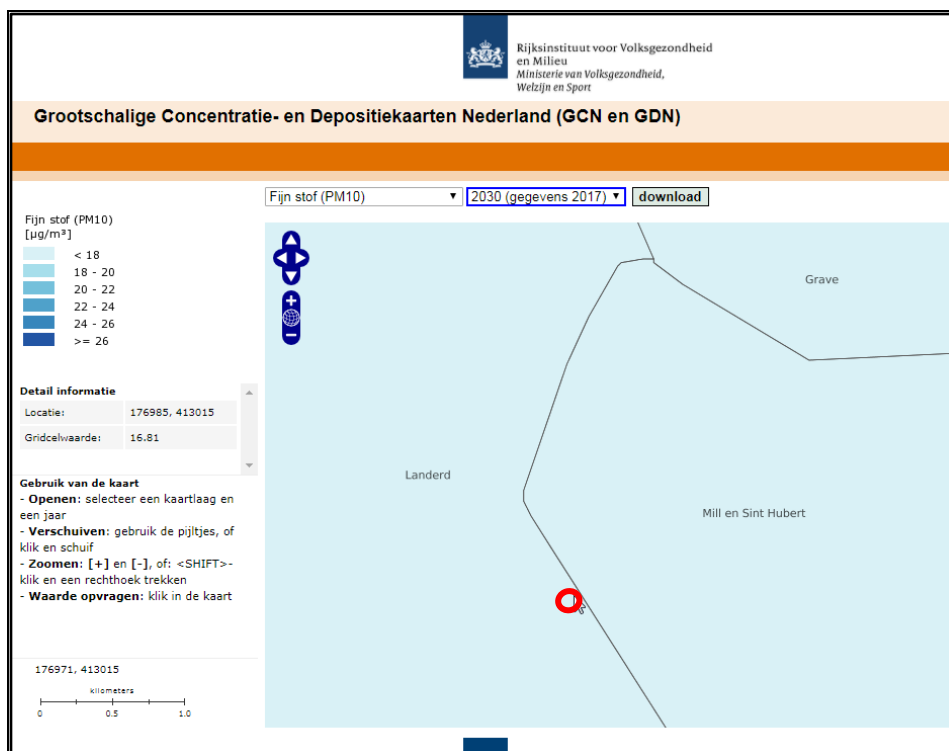 Rijksinstituut voor Volksgezondheid
en Milieu
Ministerie van Volksgezondheid,
Welzijn en Sport
Grootschalige Concentratie- en Depositiekaarten Nederland (GCN en GDN)
Fijn stof (PM10)
2030 (gegevens 2017)
download
Fijn stof (PM10)
[µg/m³]
< 18
18 - 20
20 - 22
22 - 24
24 - 26
>= 26
Detail informatie
Locatie: 176985, 413015
Gridcelwaarde: 16.81
Gebruik van de kaart
- Openen: selecteer een kaartlaag en
een jaar
- Verschuiven: gebruik de pijltjes, of
klik en schuif
- Zoomen: [+] en [-], of: <SHIFT>-
klik en een rechthoek trekken
- Waarde opvragen: klik in de kaart
176971, 413015
kilometers
0 0.5 1.0
Grave
Landerd
Mill en Sint Hubert